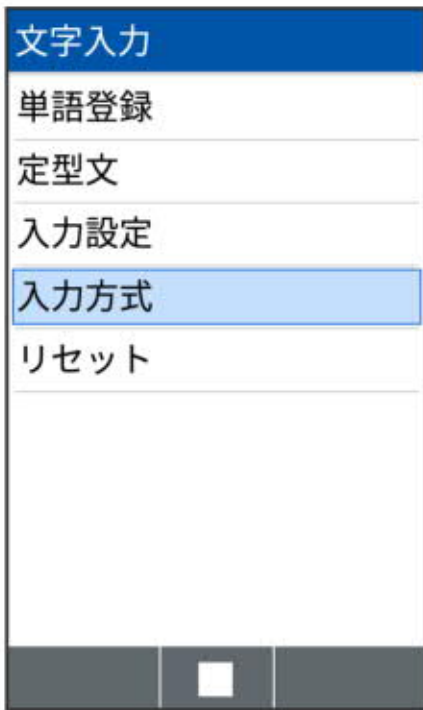 文字入力
単語登録
定型文
入力設定
入力方式
リセット